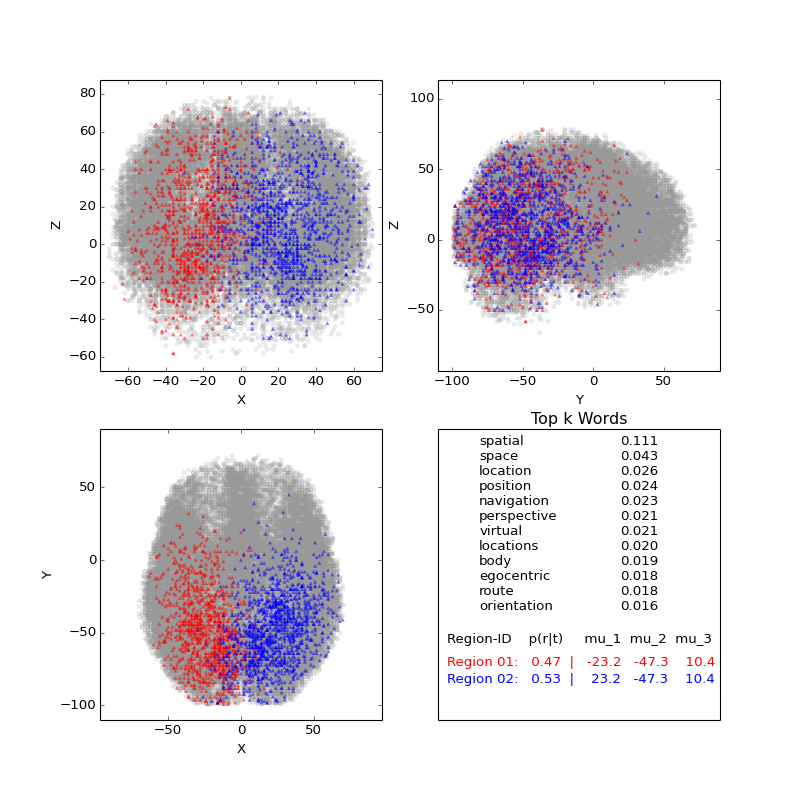 80
60
40
20
0
−20
−40
−60
Z
−60 −40 −20 0 20 40 60
X
100
50
0
−50
Z
−100 −50 0 50
Y
50
0
−50
−100
Y
−50 0 50
X
Top k Words
spatial 0.111
space 0.043
location 0.026
position 0.024
navigation 0.023
perspective 0.021
virtual 0.021
locations 0.020
body 0.019
egocentric 0.018
route 0.018
orientation 0.016
Region-ID p(r|t) mu_1 mu_2 mu_3
Region 01: 0.47 | -23.2 -47.3 10.4
Region 02: 0.53 | 23.2 -47.3 10.4